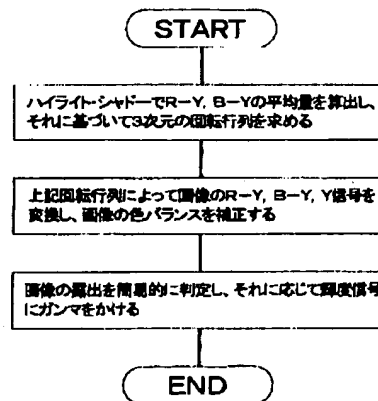 START
ハイライト・シャドーでR－Y, B－Yの平均量を算出し、
それに基づいて3次元の回転行列を求める
上記回転行列によって画像のR－Y, B－Y, Y信号を
変換し、画像の色バランスを補正する
画像の露出を簡易的に判定し、それに応じて輝度信号
にガンマをかける
END